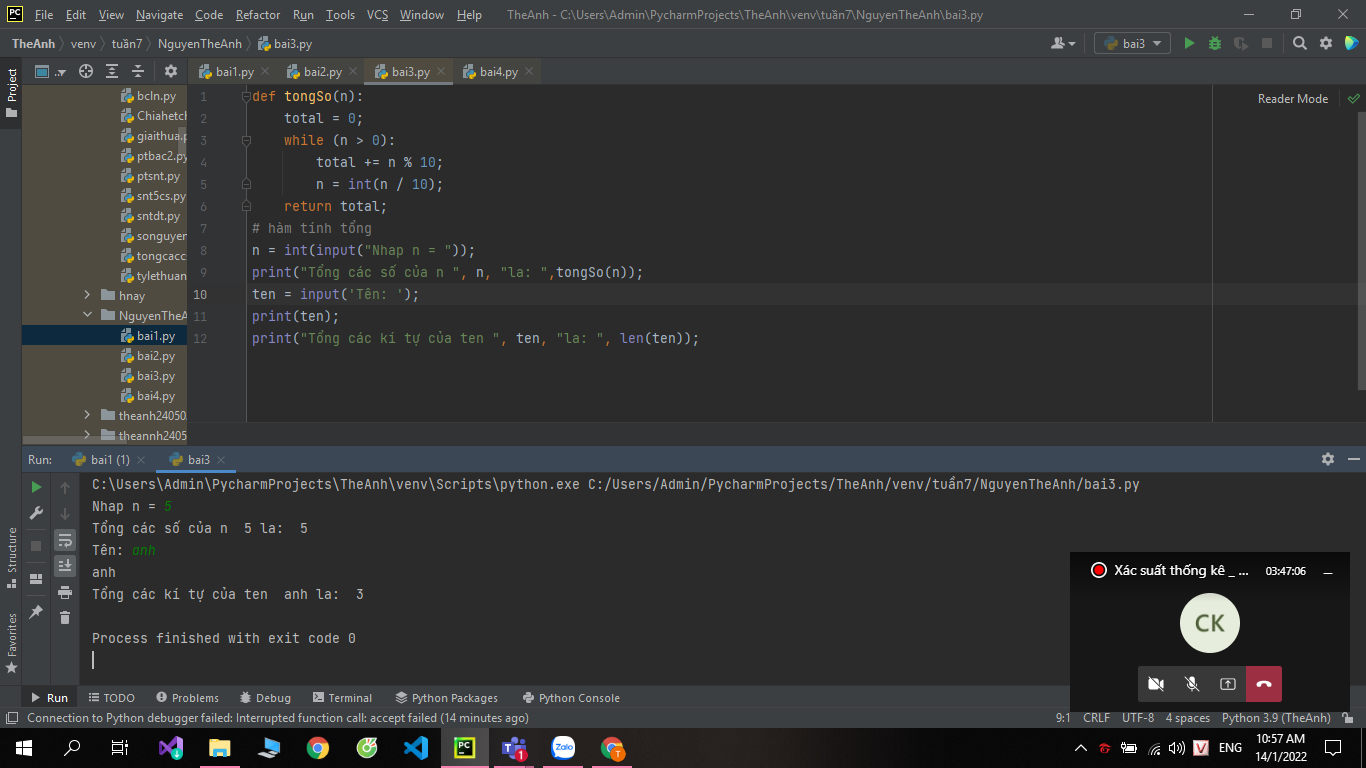 File Edit View Navigate Code Refactor Run Tools VCS Window Help TheAnh - C:\Users\Admin\PycharmProjects\TheAnh\venv\tuần7\NguyenTheAnh\bai3.py
TheAnh venv tuần7 NguyenTheAnh bai3.py bai3
Project
bai1.py bai2.py bai3.py bai4.py
bcln.py
Chiahetch
giaithua.p
ptbac2.py
ptsnt.py
snt5cs.py
sntdt.py
songuyen
tongcacc
tylethuan
hnay
NguyenTheA
bai1.py
bai2.py
bai3.py
bai4.py
theanh24050
theannh2405
Reader Mode
1 def tongSo(n):
2 total = 0;
3 while (n > 0):
4 total += n % 10;
5 n = int(n / 10);
6 return total;
7 # hàm tính tổng
8 n = int(input("Nhap n = "));
9 print("Tổng các số của n ", n, "la: ",tongSo(n));
10 ten = input('Tên: ');
11 print(ten);
12 print("Tổng các kí tự của ten ", ten, "la: ", len(ten));
Run: bai1 (1) bai3
C:\Users\Admin\PycharmProjects\TheAnh\venv\Scripts\python.exe C:/Users/Admin/PycharmProjects/TheAnh/venv/tuần7/NguyenTheAnh/bai3.py
Nhap n = 5
Tổng các số của n  5 la:  5
Tên: anh
anh
Tổng các kí tự của ten  anh la:  3
Process finished with exit code 0
Structure
Favorites
Xác suất thống kê _ ... 03:47:06
CK
Run TODO Problems Debug Terminal Python Packages Python Console
Connection to Python debugger failed: Interrupted function call: accept failed (14 minutes ago) 9:1 CRLF UTF-8 4 spaces Python 3.9 (TheAnh)
PC 1 Zalo T V ENG 10:57 AM
14/1/2022